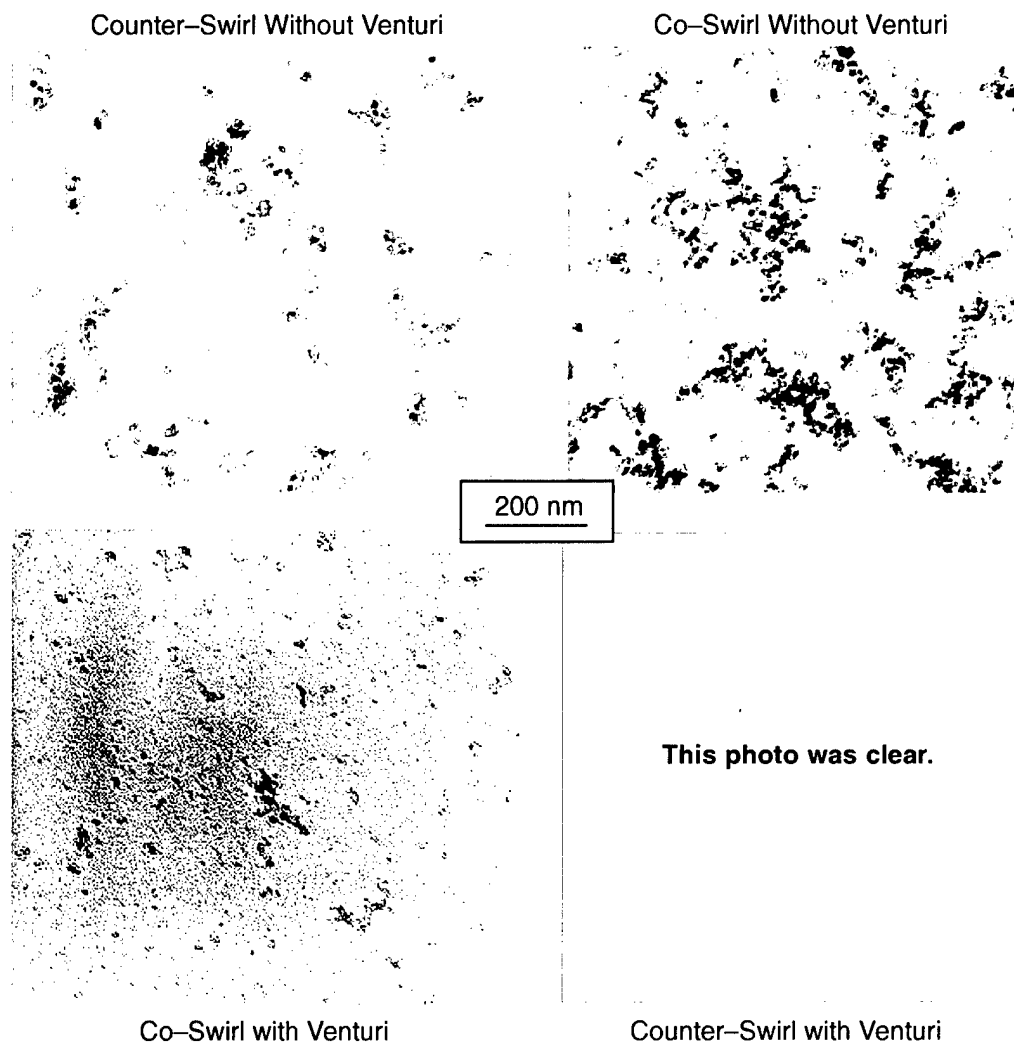 Counter–Swirl Without Venturi
Co–Swirl Without Venturi
200 nm
This photo was clear.
Co–Swirl with Venturi
Counter–Swirl with Venturi